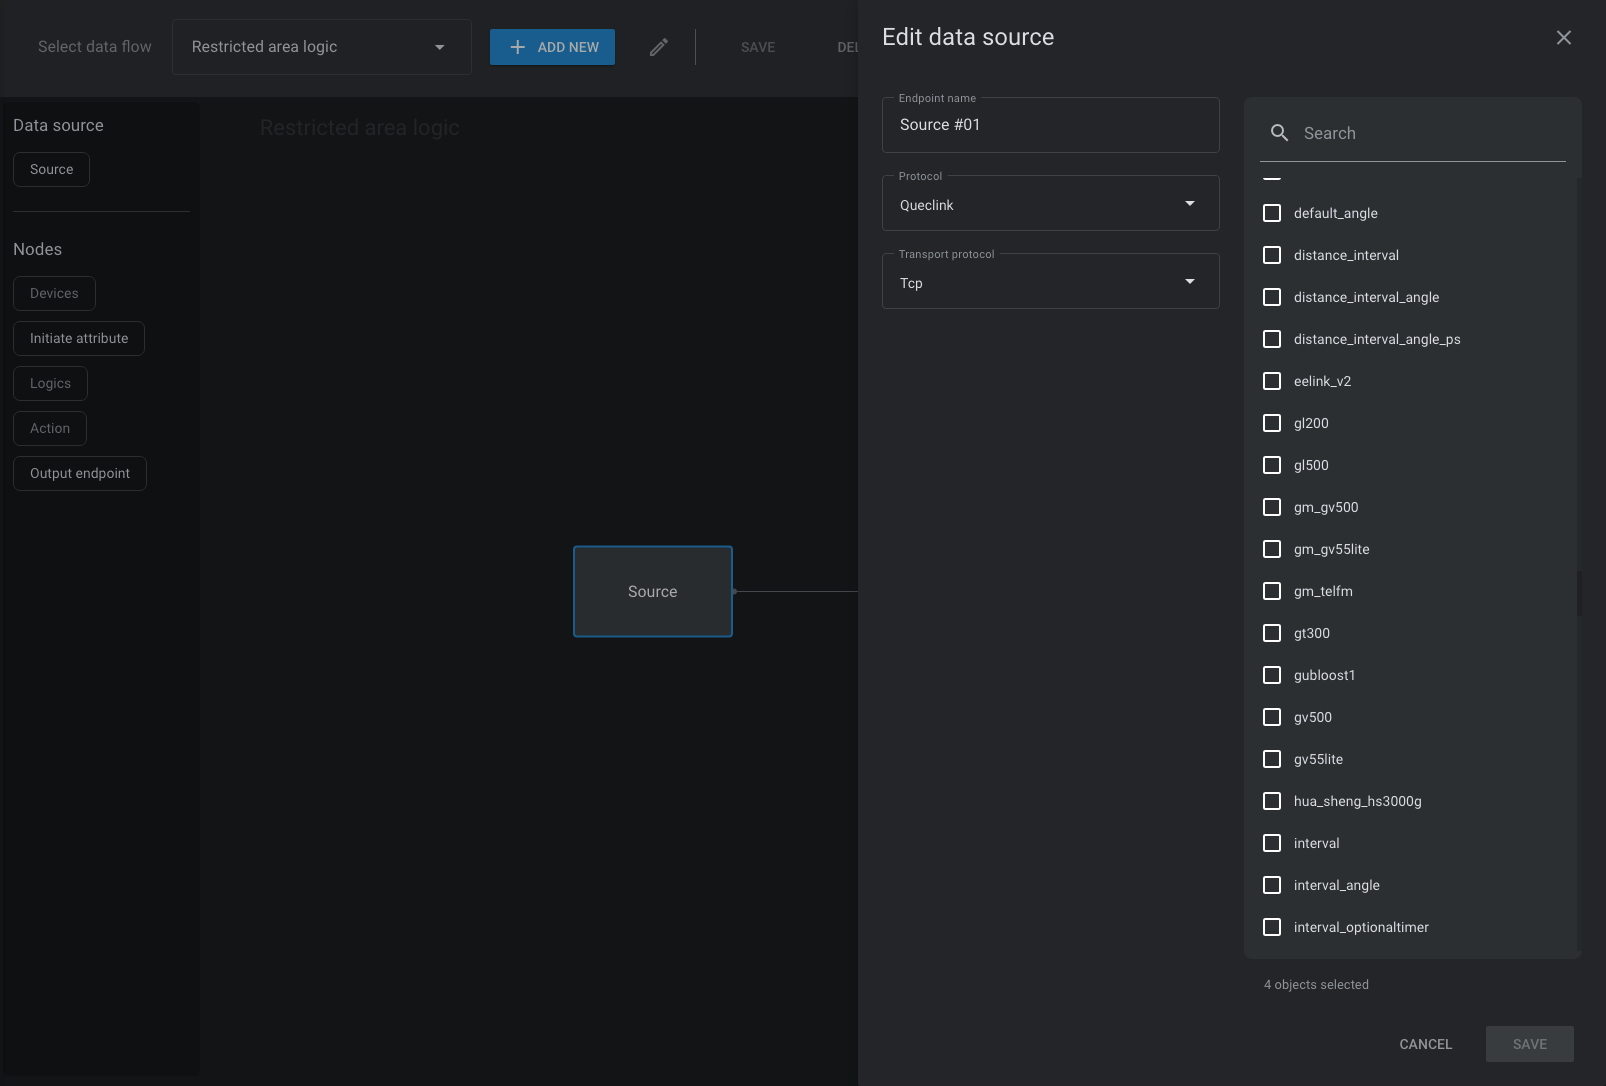 Select data flow
Restricted area logic
ADD NEW
SAVE
DEL
Data source
Source
Nodes
Devices
Initiate attribute
Logics
Action
Output endpoint
Restricted area logic
Source
Edit data source
Endpoint name
Source #01
Protocol
Queclink
Transport protocol
Tcp
Search
default_angle
distance_interval
distance_interval_angle
distance_interval_angle_ps
eelink_v2
gl200
gl500
gm_gv500
gm_gv55lite
gm_telfm
gt300
gubloost1
gv500
gv55lite
hua_sheng_hs3000g
interval
interval_angle
interval_optionaltimer
4 objects selected
CANCEL
SAVE